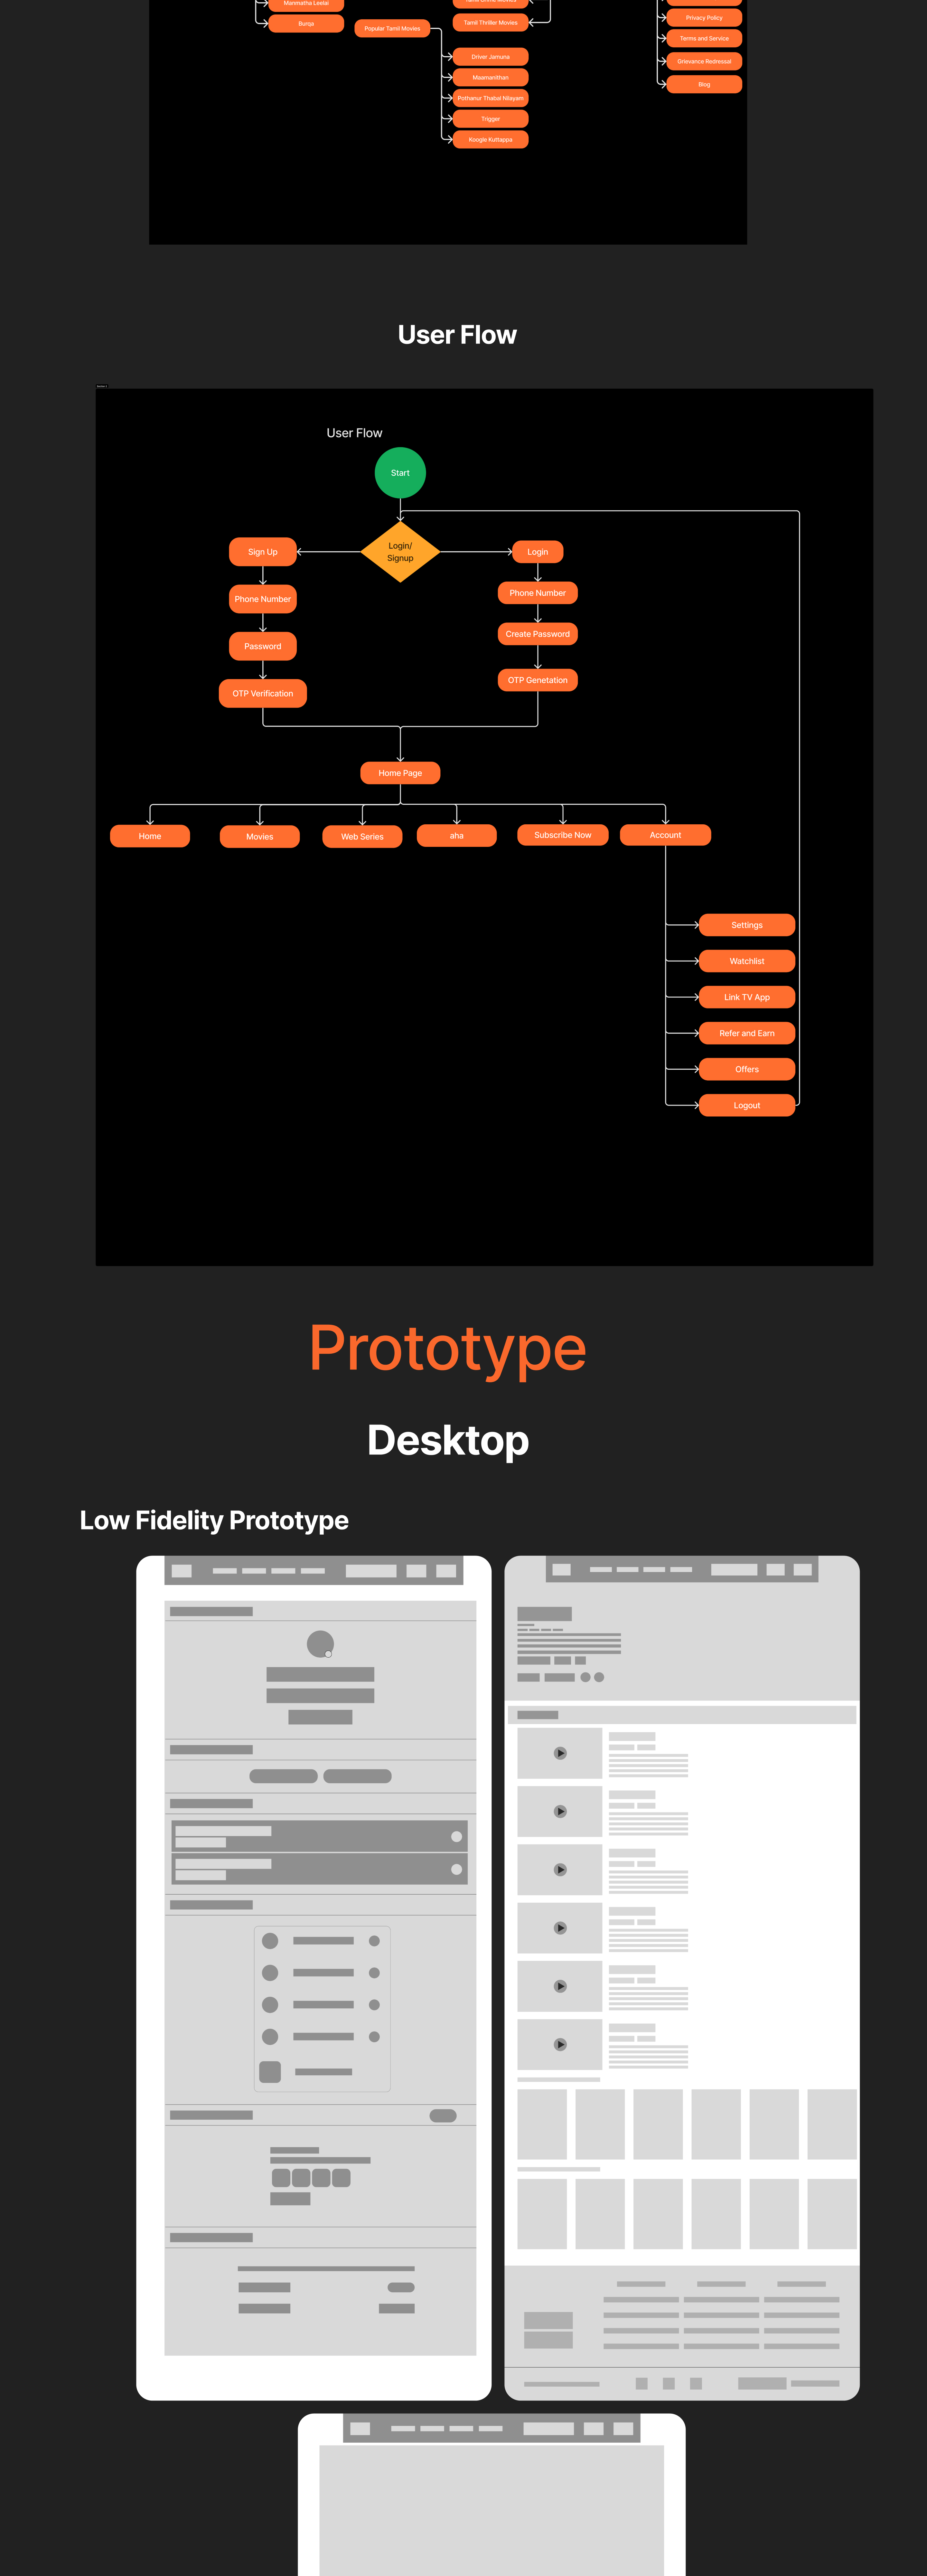 Manmatha Leelai
Burqa
Popular Tamil Movies
Tamil Thriller Movies
Driver Jamuna
Maamanithan
Pothanur Thabal Nilayam
Trigger
Koogle Kuttappa
Privacy Policy
Terms and Service
Grievance Redressal
Blog
User Flow
User Flow
Start
Login/
Signup
Sign Up
Phone Number
Password
OTP Verification
Login
Phone Number
Create Password
OTP Genetation
Home Page
Home
Movies
Web Series
aha
Subscribe Now
Account
Settings
Watchlist
Link TV App
Refer and Earn
Offers
Logout
Prototype
Desktop
Low Fidelity Prototype